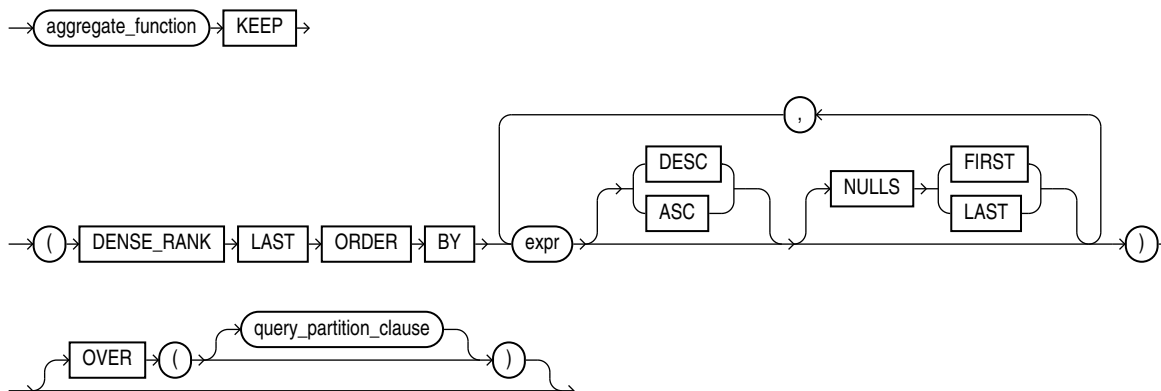 aggregate_function KEEP
,
DESC FIRST
NULLS
ASC LAST
( DENSE_RANK LAST ORDER BY expr )
query_partition_clause
OVER ( )